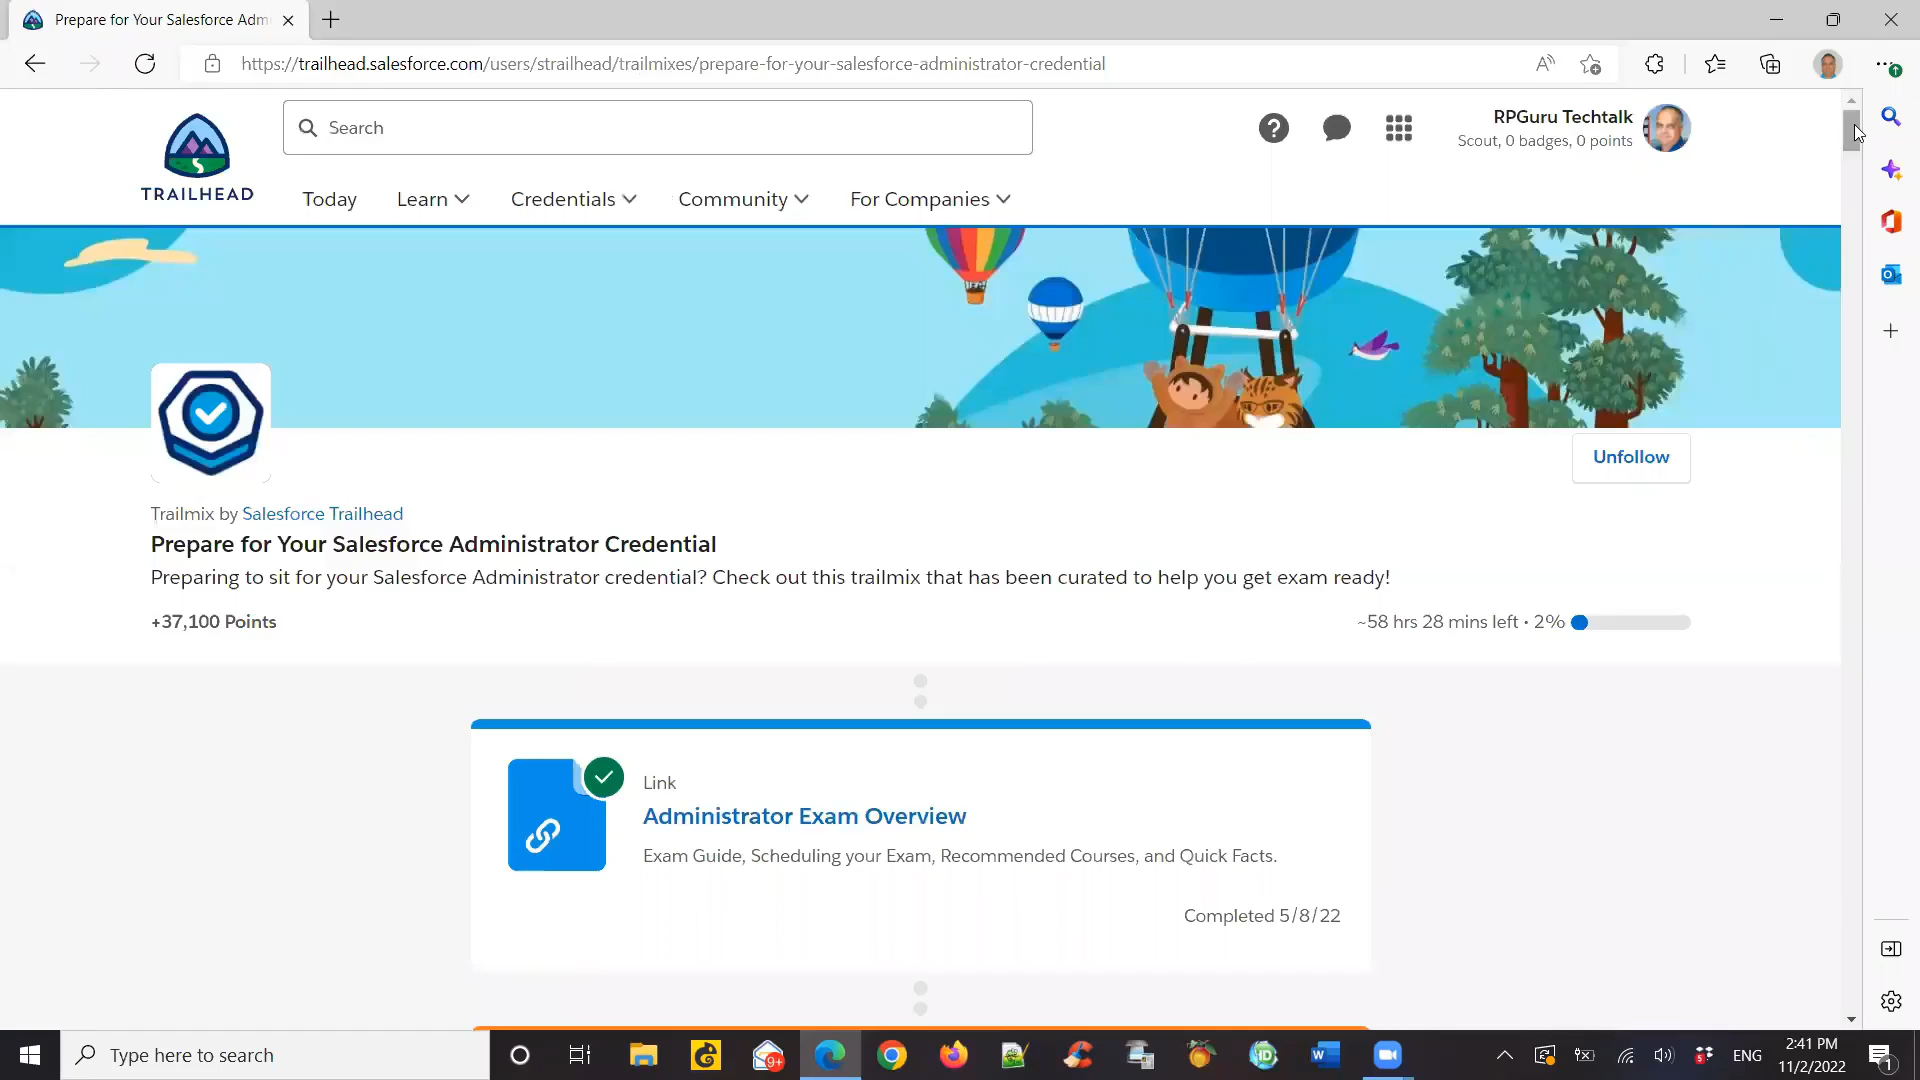 Prepare for Your Salesforce Adm
https://trailhead.salesforce.com/users/strailhead/trailmixes/prepare-for-your-salesforce-administrator-credential
TRAILHEAD
Search
RPGuru Techtalk
Scout, 0 badges, 0 points
Today
Learn
Credentials
Community
For Companies
Unfollow
Trailmix by Salesforce Trailhead
Prepare for Your Salesforce Administrator Credential
Preparing to sit for your Salesforce Administrator credential? Check out this trailmix that has been curated to help you get exam ready!
+37,100 Points
~58 hrs 28 mins left • 2%
Link
Administrator Exam Overview
Exam Guide, Scheduling your Exam, Recommended Courses, and Quick Facts.
Completed 5/8/22
Type here to search
9+
ENG
2:41 PM
11/2/2022
1